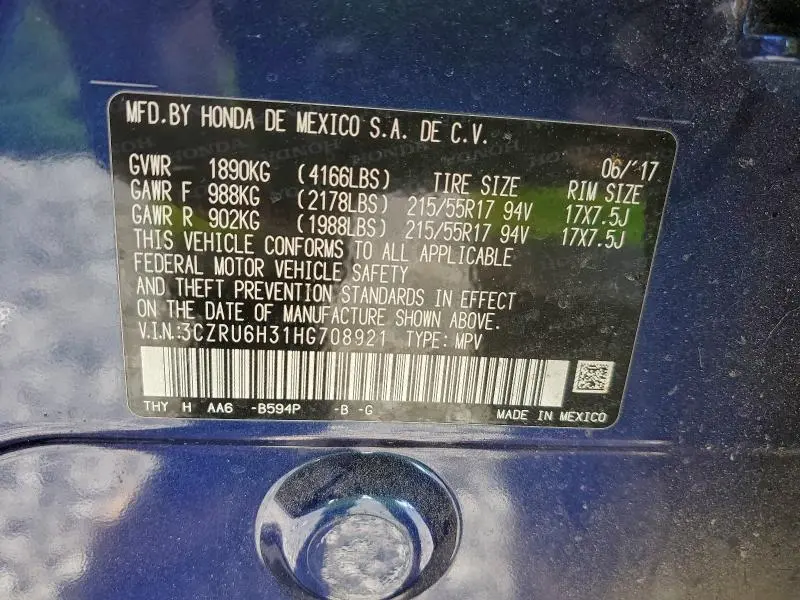 MFD.BY HONDA DE MEXICO S.A. DE C.V.
06/'17
GVWR 1890KG (4166LBS) TIRE SIZE RIM SIZE
GAWR F 988KG (2178LBS) 215/55R17 94V 17X7.5J
GAWR R 902KG (1988LBS) 215/55R17 94V 17X7.5J
THIS VEHICLE CONFORMS TO ALL APPLICABLE
FEDERAL MOTOR VEHICLE SAFETY
AND THEFT PREVENTION STANDARDS IN EFFECT
ON THE DATE OF MANUFACTURE SHOWN ABOVE.
V.I.N.:3CZRU6H31HG708921 TYPE: MPV
THY H AA6 -B594P -B -G MADE IN MEXICO